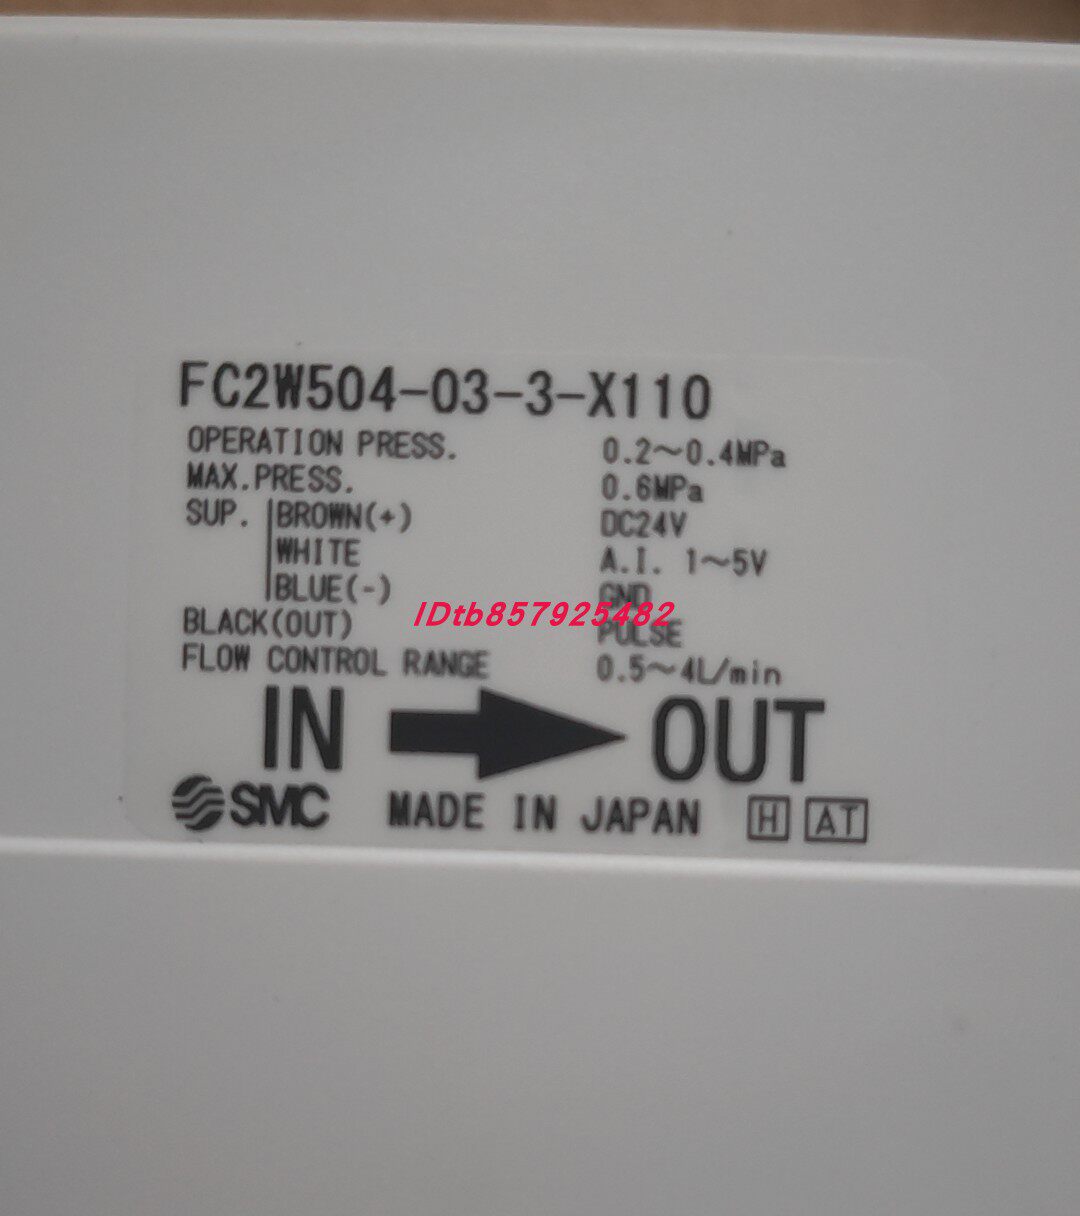 FC2W504-03-3-X110
OPERATION PRESS. 0.2～0.4MPa
MAX.PRESS. 0.6MPa
SUP. BROWN(+) DC24V
WHITE A.I. 1～5V
BLUE(-) GND
IDtb857925482
BLACK(OUT) PULSE
FLOW CONTROL RANGE 0.5～4L/min
IN OUT
SMC MADE IN JAPAN H AT